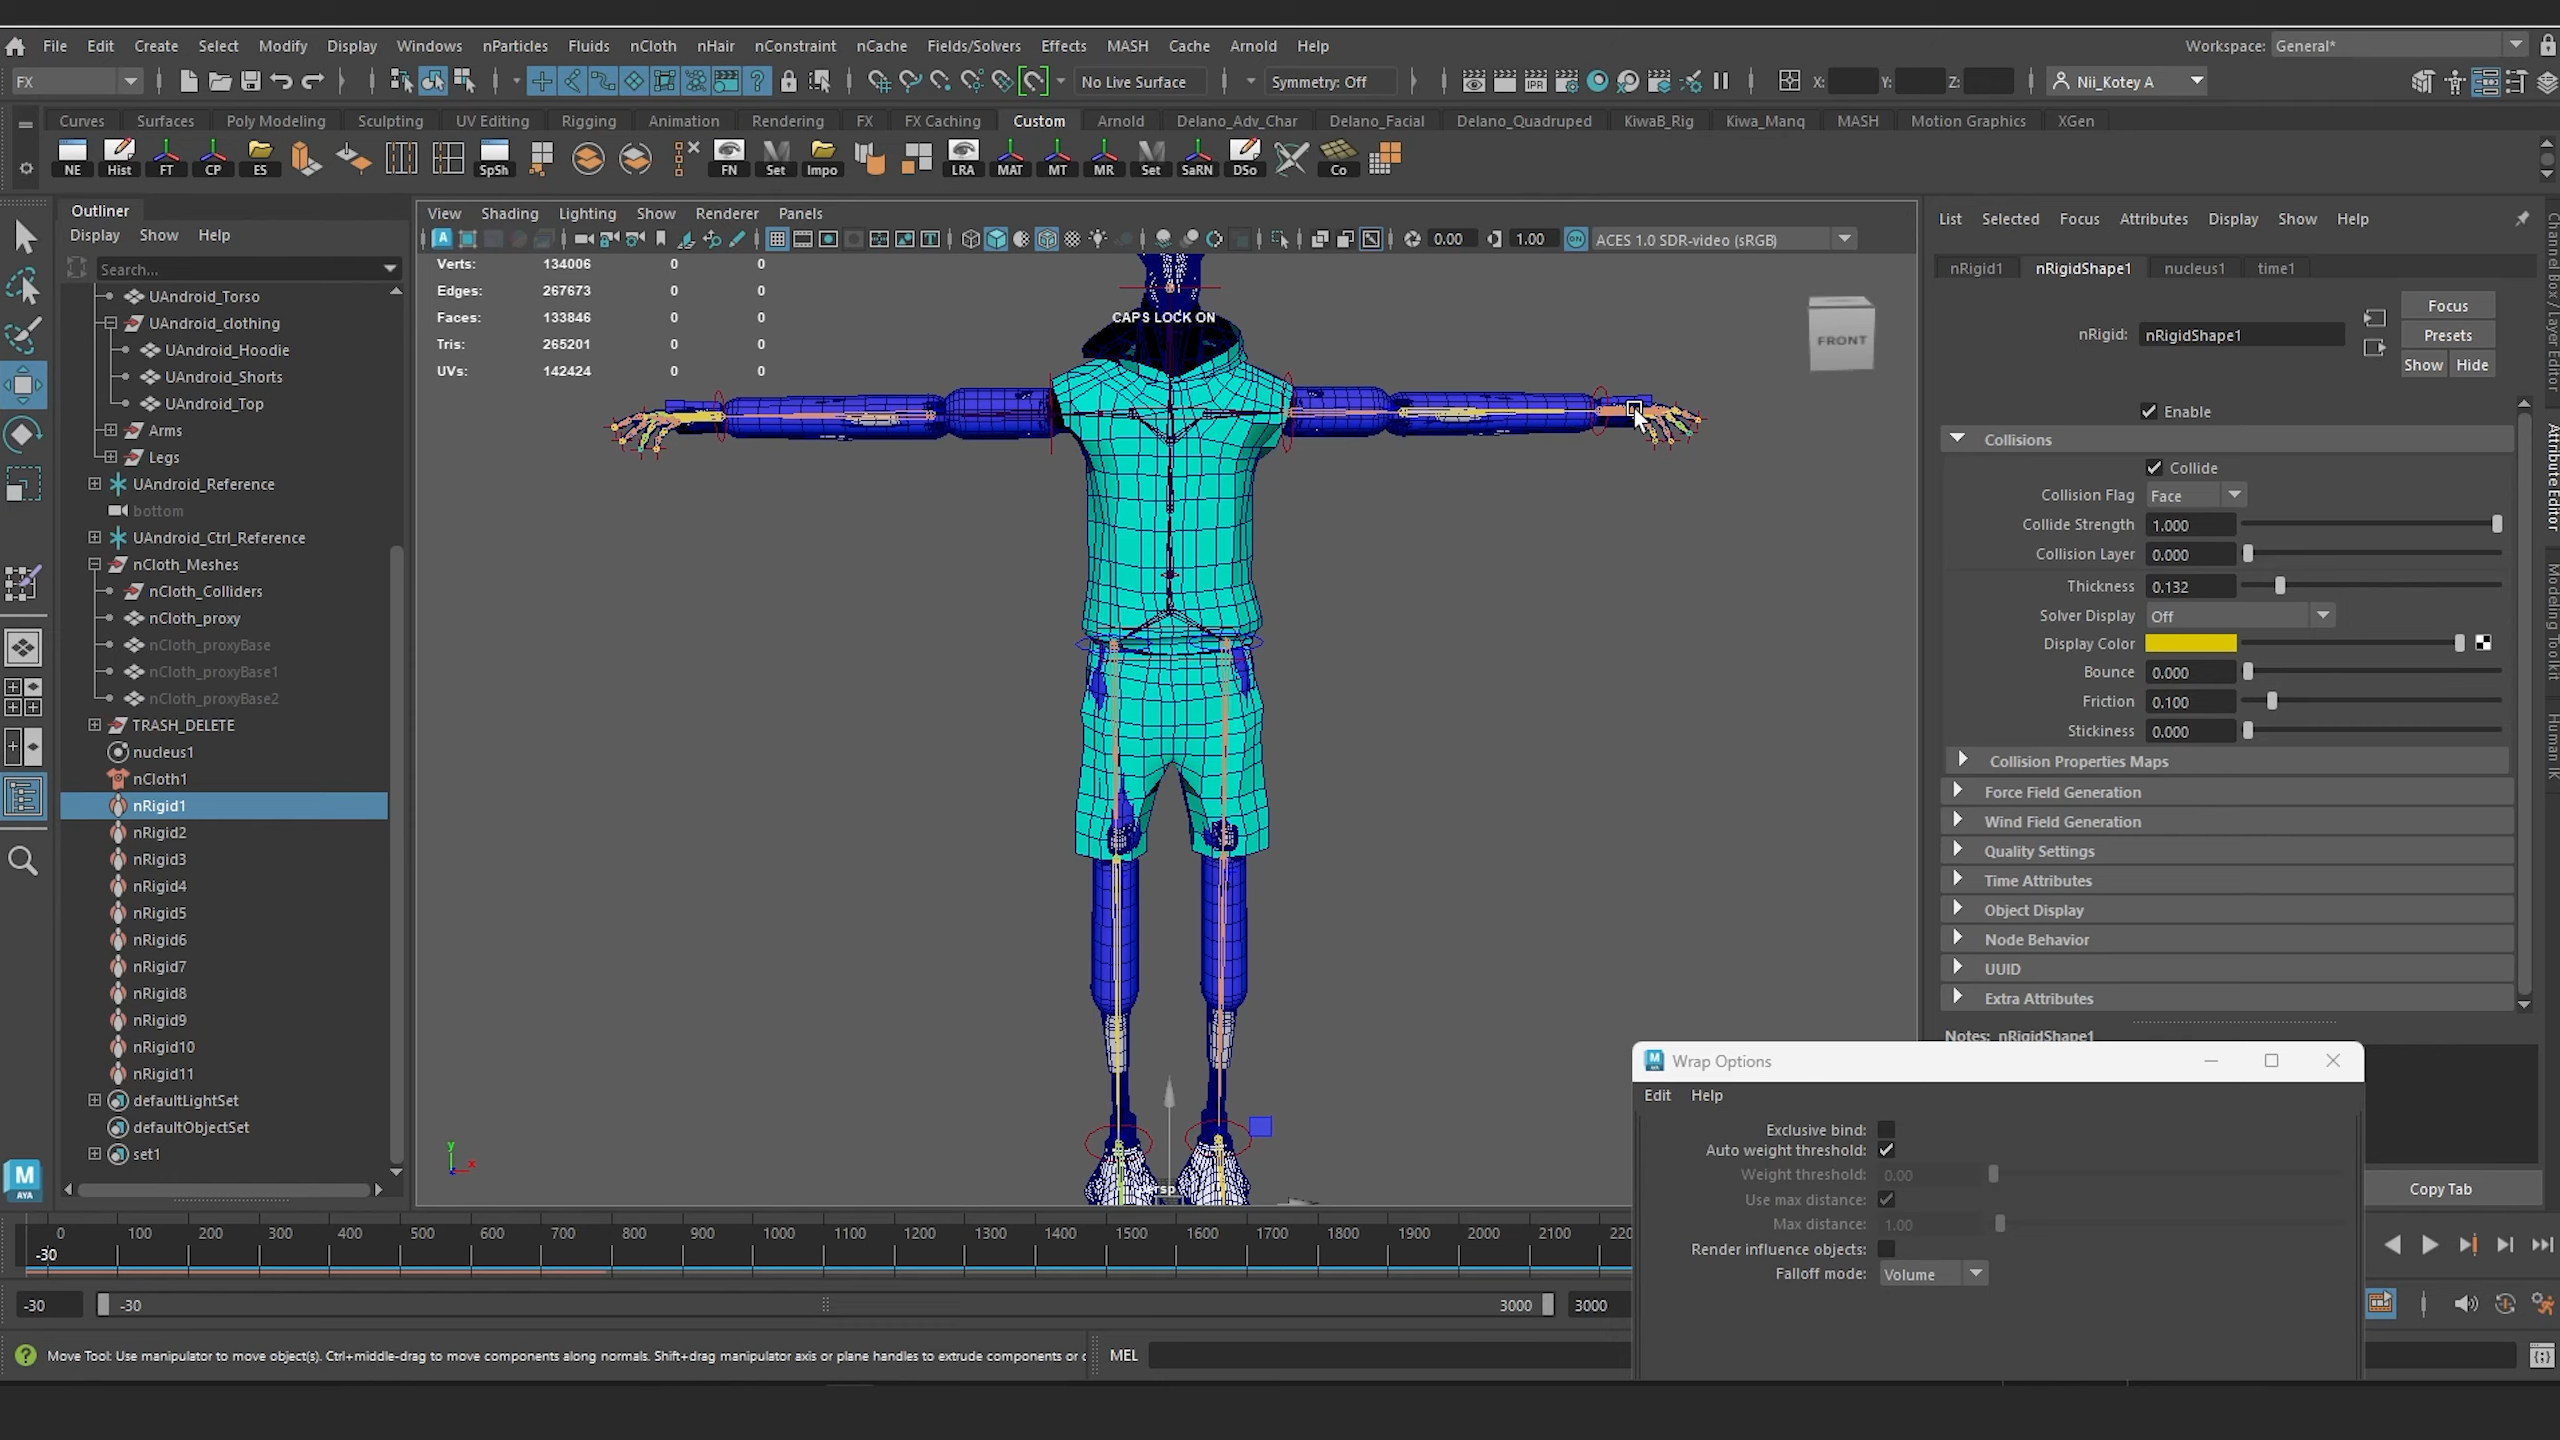 File Edit Create Select Modify Display Windows nParticles Fluids nCloth nHair nConstraint nCache Fields/Solvers Effects MASH Cache Arnold Help Workspace: General*
FX No Live Surface Symmetry: Off X: Y: Z: Nii_Kotey A
Curves Surfaces Poly Modeling Sculpting UV Editing Rigging Animation Rendering FX FX Caching Custom Arnold Delano_Adv_Char Delano_Facial Delano_Quadruped KiwaB_Rig Kiwa_Manq MASH Motion Graphics XGen
NE Hist FT CP ES SpSh FN Set Impo LRA MAT MT MR Set SaRN DSo Co
Outliner
Display Show Help
Search...
UAndroid_Torso
UAndroid_clothing
UAndroid_Hoodie
UAndroid_Shorts
UAndroid_Top
Arms
Legs
UAndroid_Reference
bottom
UAndroid_Ctrl_Reference
nCloth_Meshes
nCloth_Colliders
nCloth_proxy
nCloth_proxyBase
nCloth_proxyBase1
nCloth_proxyBase2
TRASH_DELETE
nucleus1
nCloth1
nRigid1
nRigid2
nRigid3
nRigid4
nRigid5
nRigid6
nRigid7
nRigid8
nRigid9
nRigid10
nRigid11
defaultLightSet
defaultObjectSet
set1
View Shading Lighting Show Renderer Panels
0.00 1.00 ON ACES 1.0 SDR-video (sRGB)
Verts: 134006 0 0
Edges: 267673 0 0
Faces: 133846 0 0
Tris: 265201 0 0
UVs: 142424 0 0
CAPS LOCK ON
FRONT
y
x
List Selected Focus Attributes Display Show Help
nRigid1 nRigidShape1 nucleus1 time1
nRigid: nRigidShape1
Focus
Presets
Show Hide
Enable
Collisions
Collide
Collision Flag Face
Collide Strength 1.000
Collision Layer 0.000
Thickness 0.132
Solver Display Off
Display Color
Bounce 0.000
Friction 0.100
Stickiness 0.000
Collision Properties Maps
Force Field Generation
Wind Field Generation
Quality Settings
Time Attributes
Object Display
Node Behavior
UUID
Extra Attributes
Notes: nRigidShape1
Copy Tab
Channel Box / Layer Editor
Attribute Editor
Modeling Toolkit
Human IK
Wrap Options
Edit Help
Exclusive bind:
Auto weight threshold:
Weight threshold: 0.00
Use max distance:
Max distance: 1.00
Render influence objects:
Falloff mode: Volume
M
AYA
0 100 200 300 400 500 600 700 800 900 1000 1100 1200 1300 1400 1500 1600 1700 1800 1900 2000 2100
-30
-30 -30 3000 3000
Move Tool: Use manipulator to move object(s). Ctrl+middle-drag to move components along normals. Shift+drag manipulator axis or plane handles to extrude components or
MEL